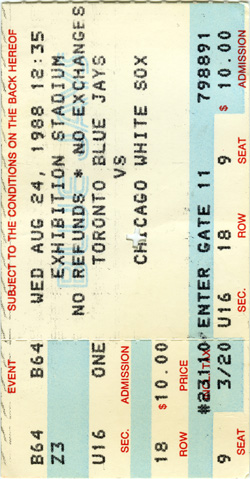 SUBJECT TO THE CONDITIONS ON THE BACK HEREOF
WED AUG 24, 1988 12:35
EXHIBITION STADIUM
NO REFUNDS * NO EXCHANGES
BLUE JAYS
TORONTO BLUE JAYS
VS
CHICAGO WHITE SOX
798891
ENTER GATE 11
$10.00
ADMISSION
9
SEAT
18
ROW
U16
SEC.
3/20
EVENT
B64
B64
Z3
ONE
ADMISSION
U16
SEC.
$10.00
PRICE
18
ROW
9
SEAT